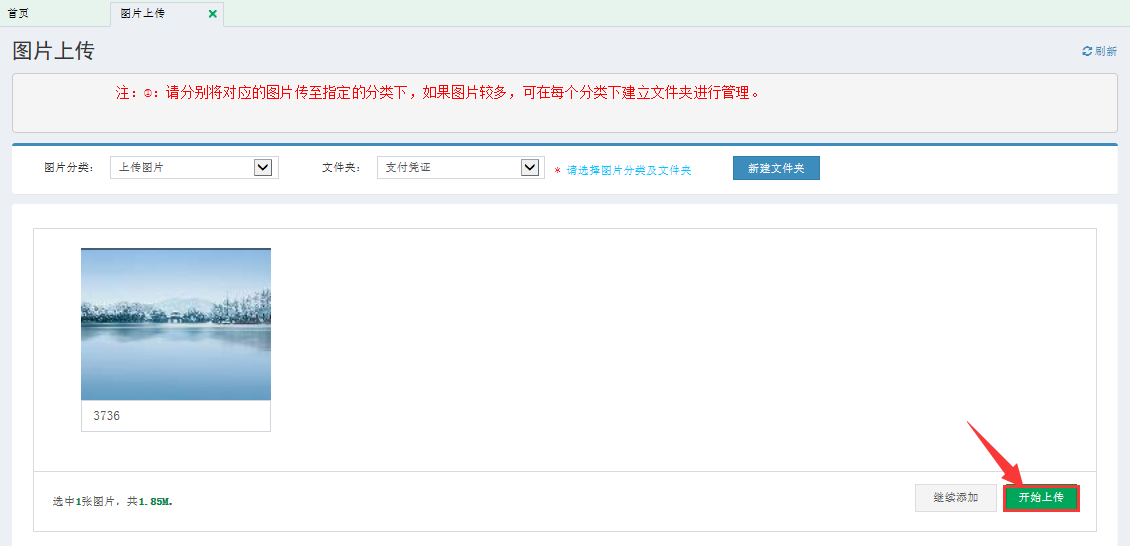 首页
图片上传
图片上传
刷新
注：①：请分别将对应的图片传至指定的分类下，如果图片较多，可在每个分类下建立文件夹进行管理。
图片分类： 上传图片 文件夹： 支付凭证 * 请选择图片分类及文件夹 新建文件夹
3736
选中1张图片，共1.85M。
继续添加 开始上传